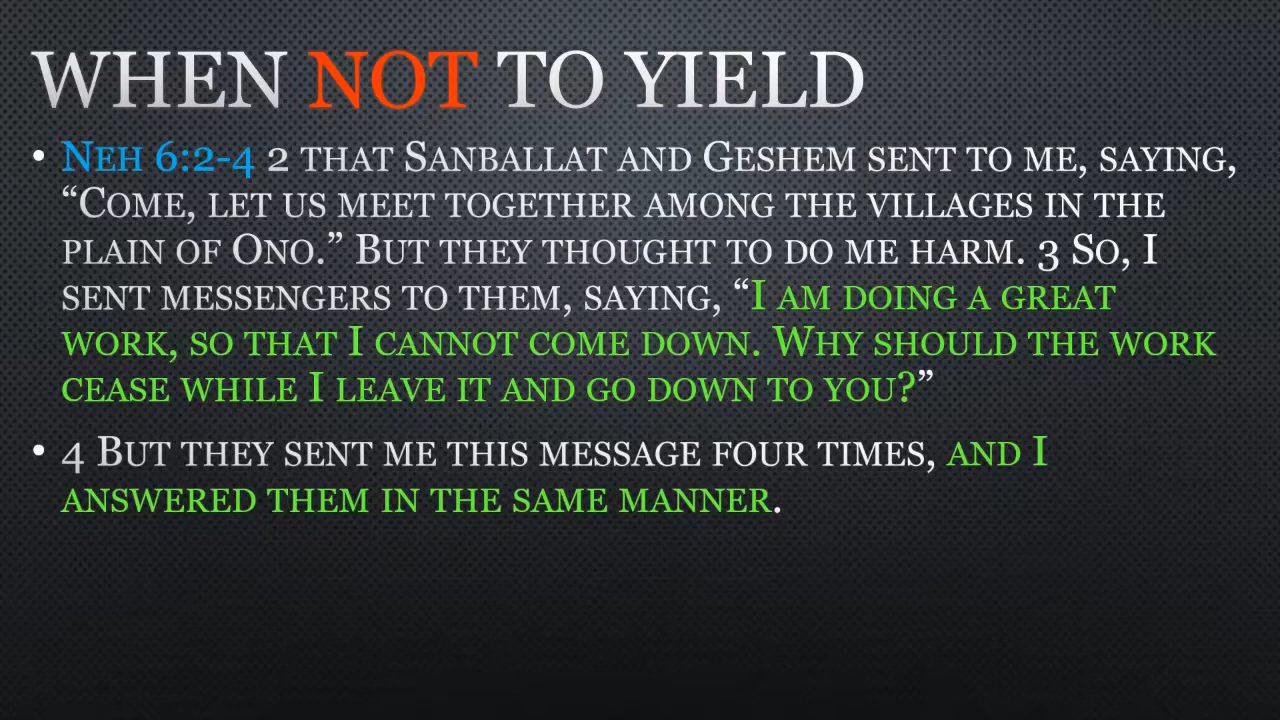 WHEN NOT TO YIELD
• NEH 6:2-4 2 THAT SANBALLAT AND GESHEM SENT TO ME, SAYING,
“COME, LET US MEET TOGETHER AMONG THE VILLAGES IN THE
PLAIN OF ONO.” BUT THEY THOUGHT TO DO ME HARM. 3 SO, I
SENT MESSENGERS TO THEM, SAYING, “I AM DOING A GREAT
WORK, SO THAT I CANNOT COME DOWN. WHY SHOULD THE WORK
CEASE WHILE I LEAVE IT AND GO DOWN TO YOU?”
• 4 BUT THEY SENT ME THIS MESSAGE FOUR TIMES, AND I
ANSWERED THEM IN THE SAME MANNER.